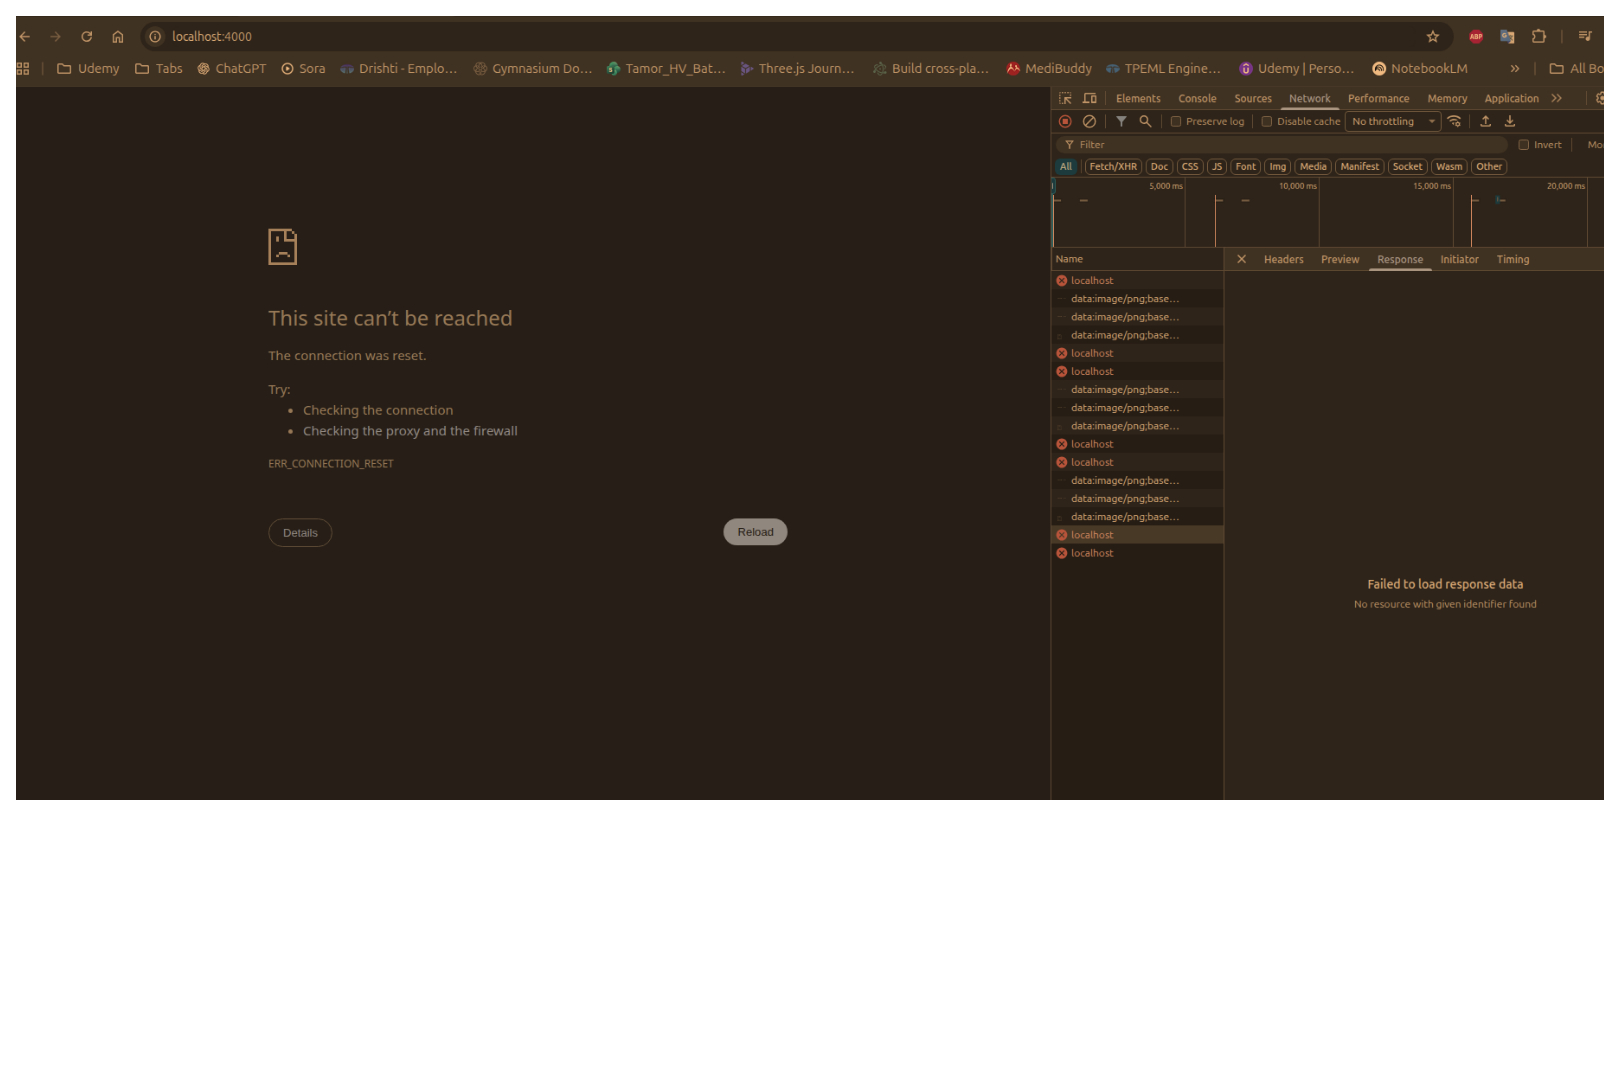 localhost:4000
ABP
Udemy
Tabs
ChatGPT
Sora
Drishti - Emplo...
Gymnasium Do...
Tamor_HV_Bat...
Three.js Journ...
Build cross-pla...
MediBuddy
TPEML Engine...
Udemy | Perso...
NotebookLM
»
All Bo
Elements Console Sources Network Performance Memory Application
Preserve log Disable cache No throttling
Filter Invert Mo
All Fetch/XHR Doc CSS JS Font Img Media Manifest Socket Wasm Other
5,000 ms 10,000 ms 15,000 ms 20,000 ms
Name
Headers Preview Response Initiator Timing
localhost
data:image/png;base...
data:image/png;base...
data:image/png;base...
localhost
localhost
data:image/png;base...
data:image/png;base...
data:image/png;base...
localhost
localhost
data:image/png;base...
data:image/png;base...
data:image/png;base...
localhost
localhost
Failed to load response data
No resource with given identifier found
This site can’t be reached
The connection was reset.
Try:
• Checking the connection
• Checking the proxy and the firewall
ERR_CONNECTION_RESET
Details
Reload